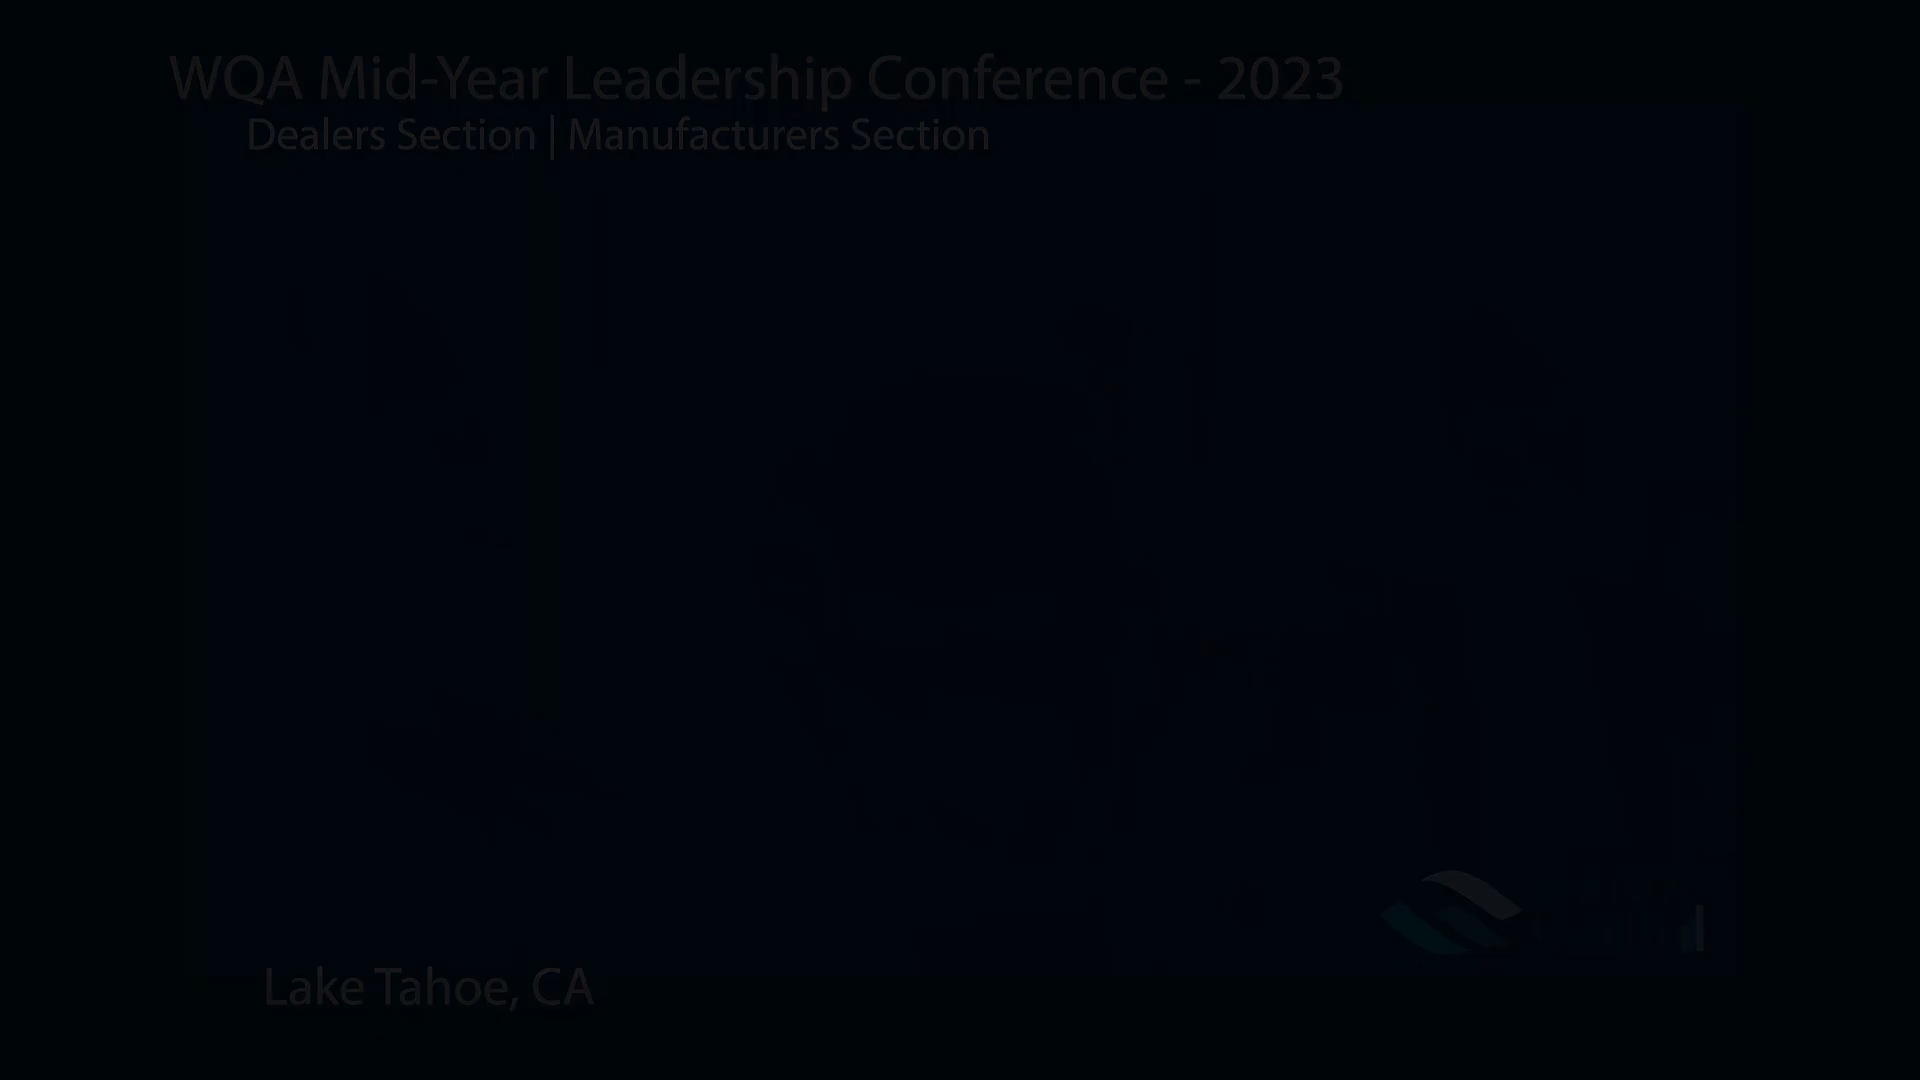 WQA Mid-Year Leadership Conference - 2023
Dealers Section | Manufacturers Section
Lake Tahoe, CA